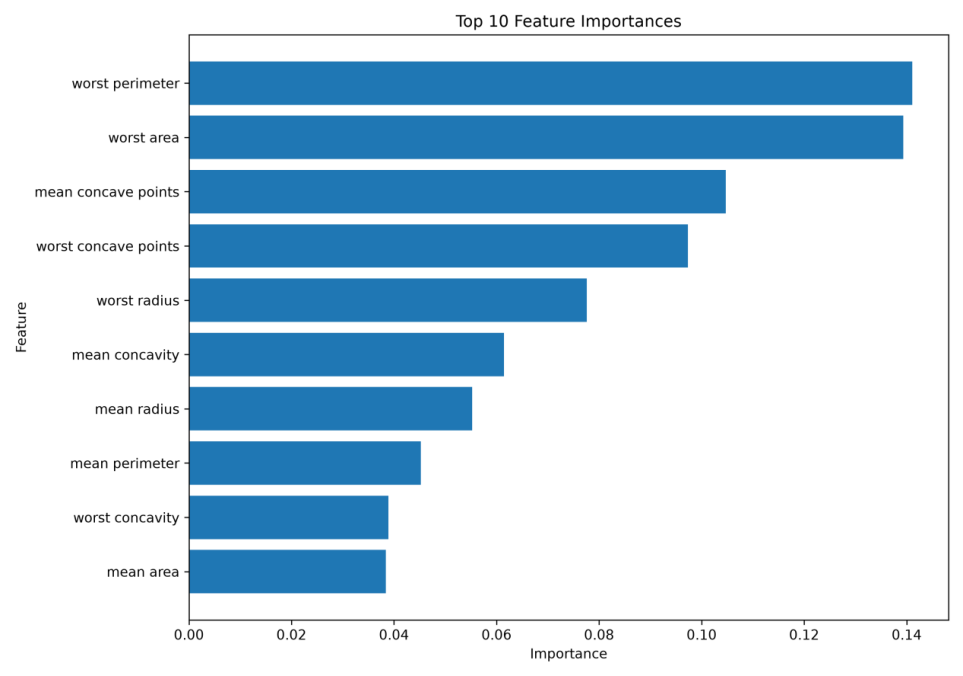 Top 10 Feature Importances
worst perimeter
worst area
mean concave points
worst concave points
worst radius
mean concavity
mean radius
mean perimeter
worst concavity
mean area
Feature
0.00 0.02 0.04 0.06 0.08 0.10 0.12 0.14
Importance